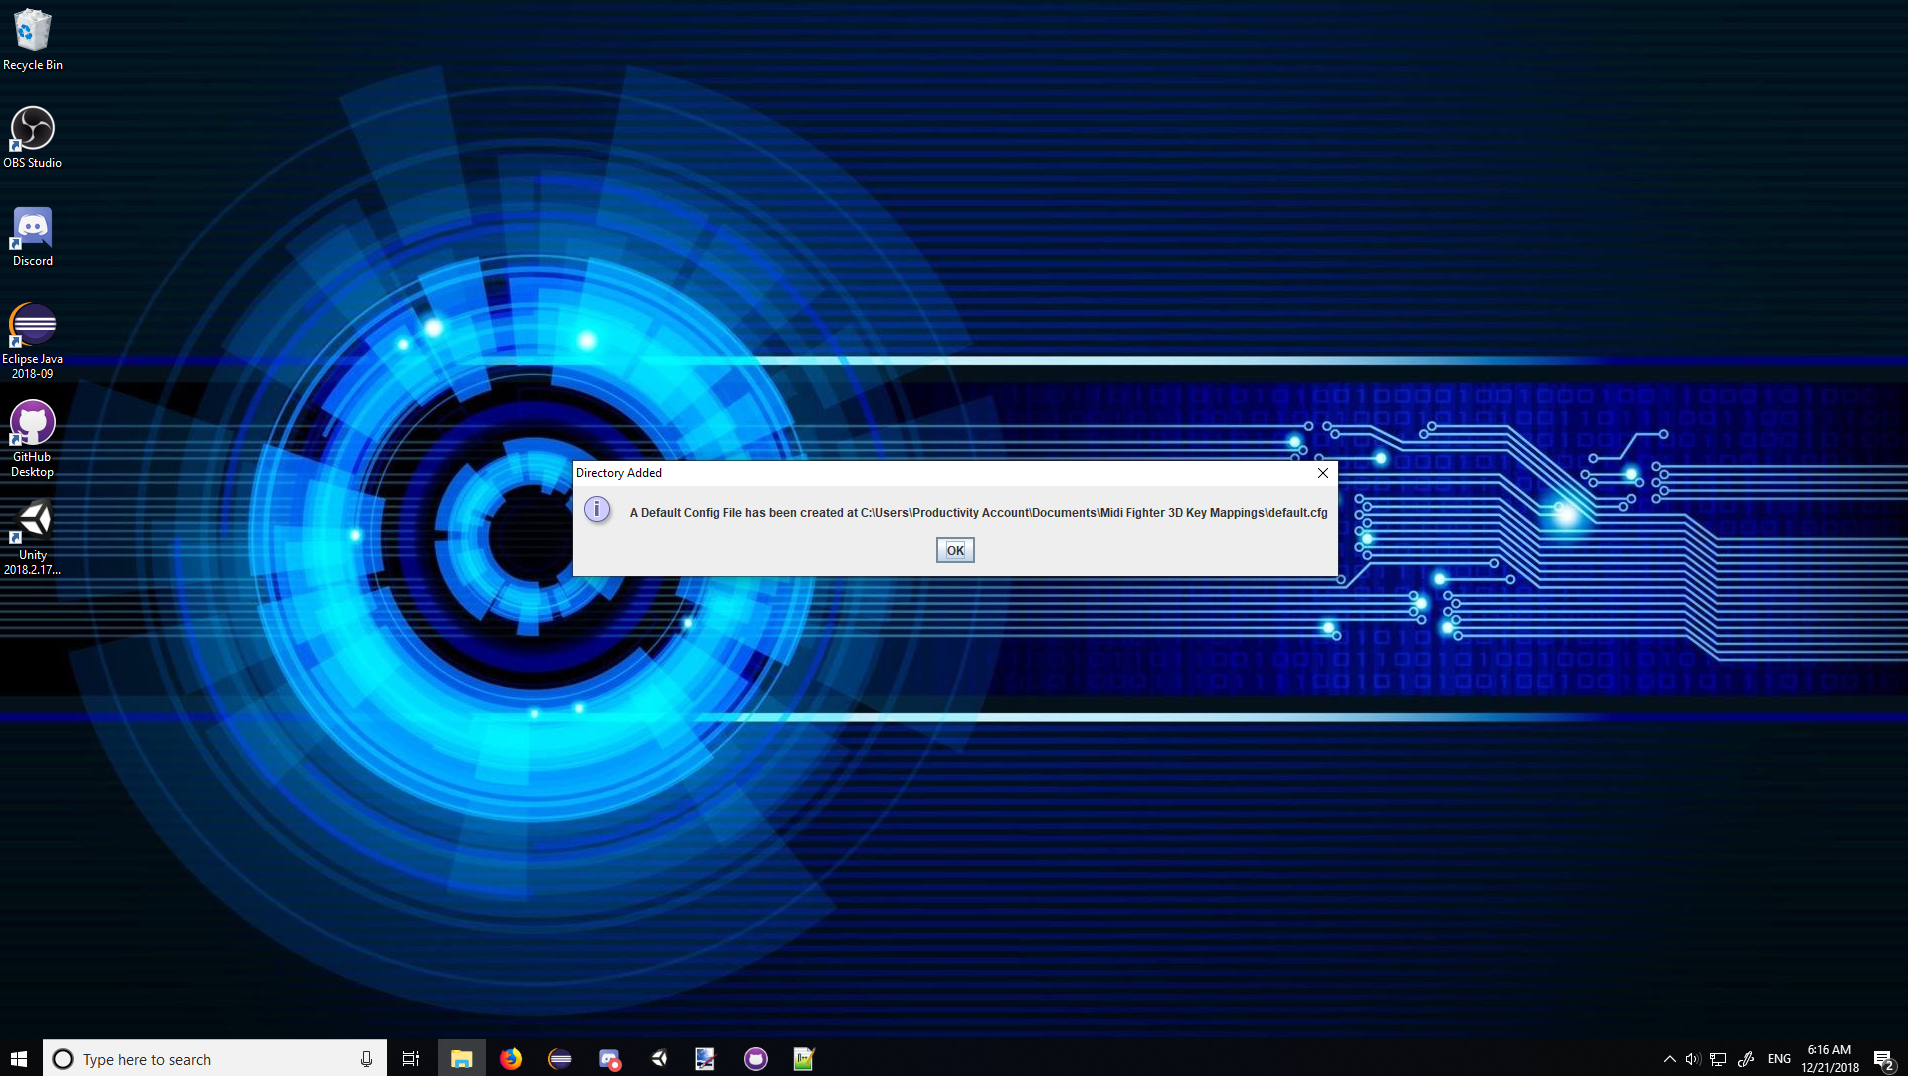 Recycle Bin
OBS Studio
Discord
Eclipse Java
2018-09
GitHub
Desktop
Unity
2018.2.17...
Directory Added
A Default Config File has been created at C:\Users\Productivity Account\Documents\Midi Fighter 3D Key Mappings\default.cfg
OK
Type here to search
ENG
6:16 AM
12/21/2018
2